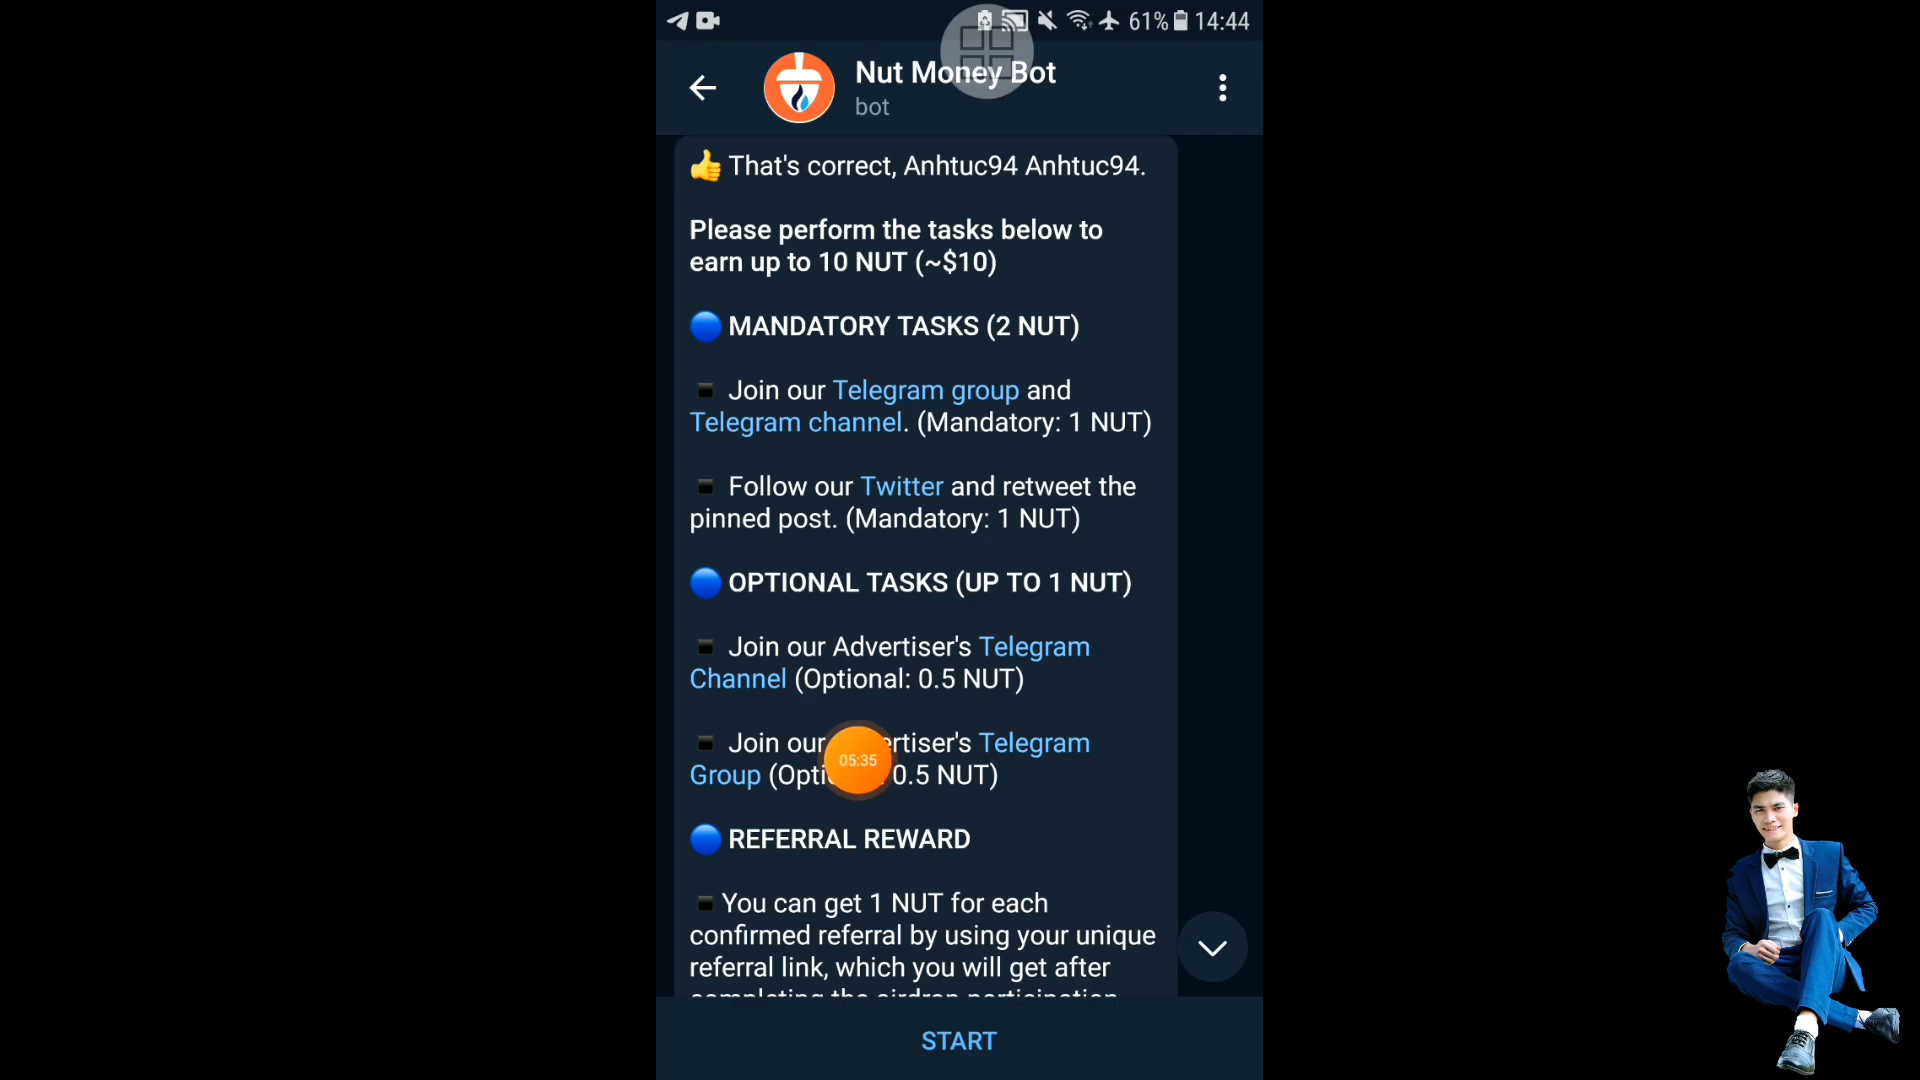 61% 14:44
Nut Money Bot
bot
That's correct, Anhtuc94 Anhtuc94.
Please perform the tasks below to
earn up to 10 NUT (~$10)
MANDATORY TASKS (2 NUT)
Join our Telegram group and
Telegram channel. (Mandatory: 1 NUT)
Follow our Twitter and retweet the
pinned post. (Mandatory: 1 NUT)
OPTIONAL TASKS (UP TO 1 NUT)
Join our Advertiser's Telegram
Channel (Optional: 0.5 NUT)
Join our Telegram
05:35
Group 0.5 NUT)
REFERRAL REWARD
You can get 1 NUT for each
confirmed referral by using your unique
referral link, which you will get after
completing the airdrop participation
START